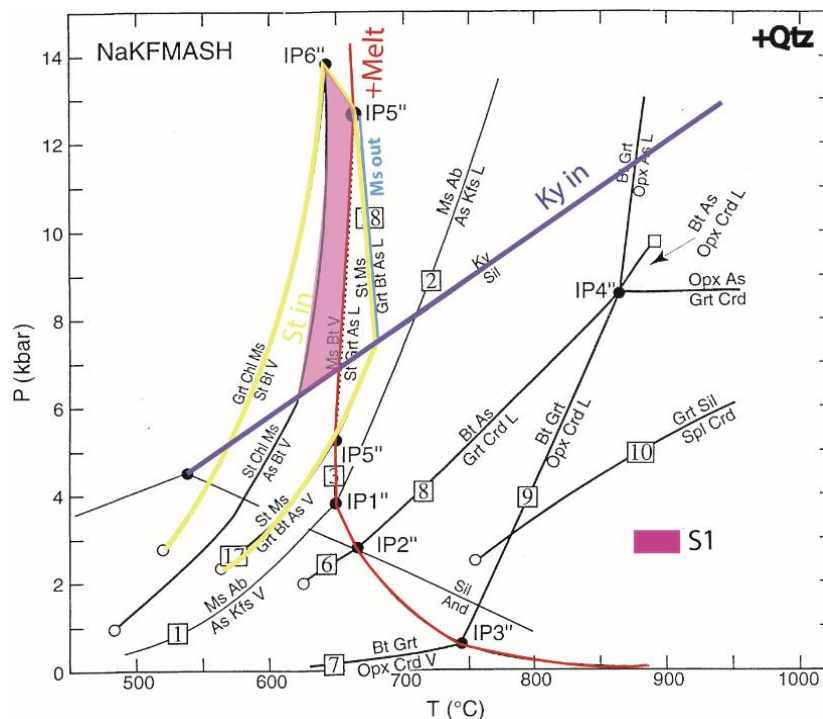 NaKFMASH
+Qtz
IP6"
+Melt
IP5"
Ms out
Ms Ab
As Kfs L
Ky in
Bt Grt
Opx As L
Bt As
Opx Crd L
18
St Ms
Grt Bt As L
2
Ky
Sil
IP4"
Opx As
Grt Crd
St in
Grt Chl Ms
St Bt V
Ms Bt V
St Grt As L
St Chl Ms
As Bt V
IP5"
3
IP1"
Bt As
Grt Crd L
8
Bt Grt
Opx Crd L
9
Grt Sil
Spl Crd
10
St Ms
Grt Bt As V
17
IP2"
6
S1
Sil
And
Ms Ab
As Kfs V
1
IP3"
7
Bt Grt
Opx Crd V
P (kbar)
14
12
10
8
6
4
2
0
500
600
700
800
900
1000
T (°C)